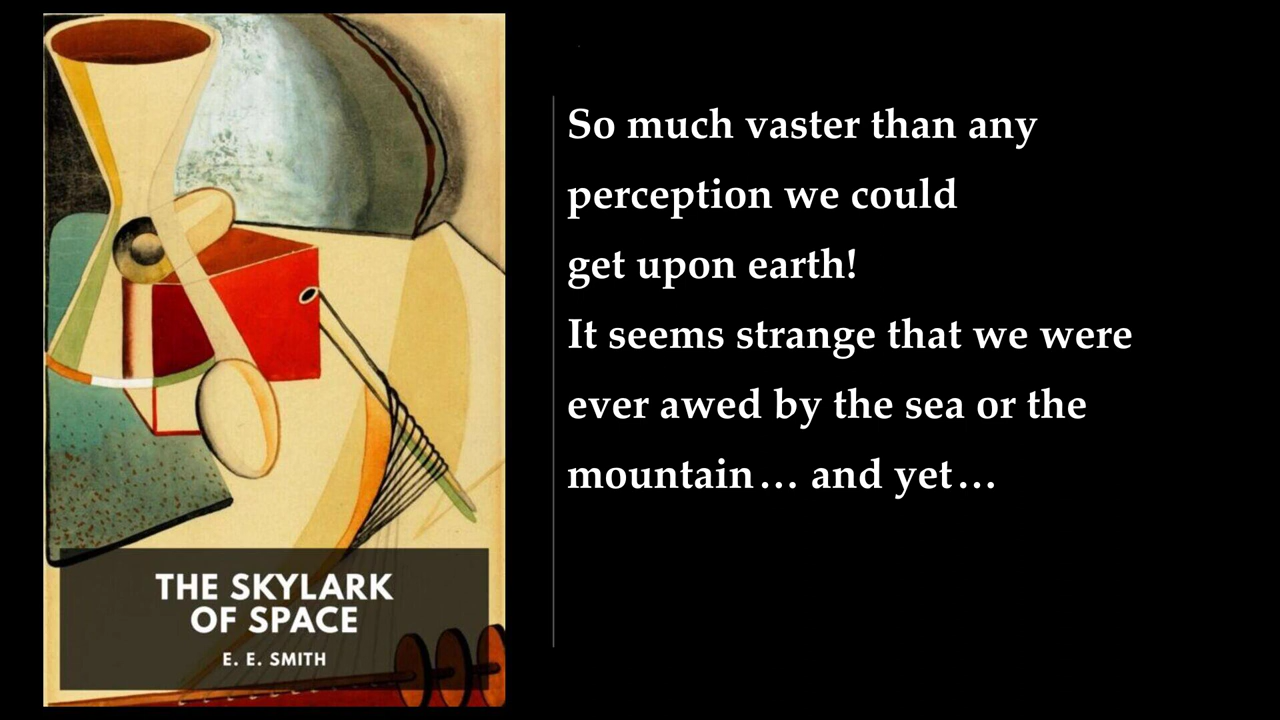 THE SKYLARK
OF SPACE
E. E. SMITH
So much vaster than any
perception we could
get upon earth!
It seems strange that we were
ever awed by the sea or the
mountain… and yet…